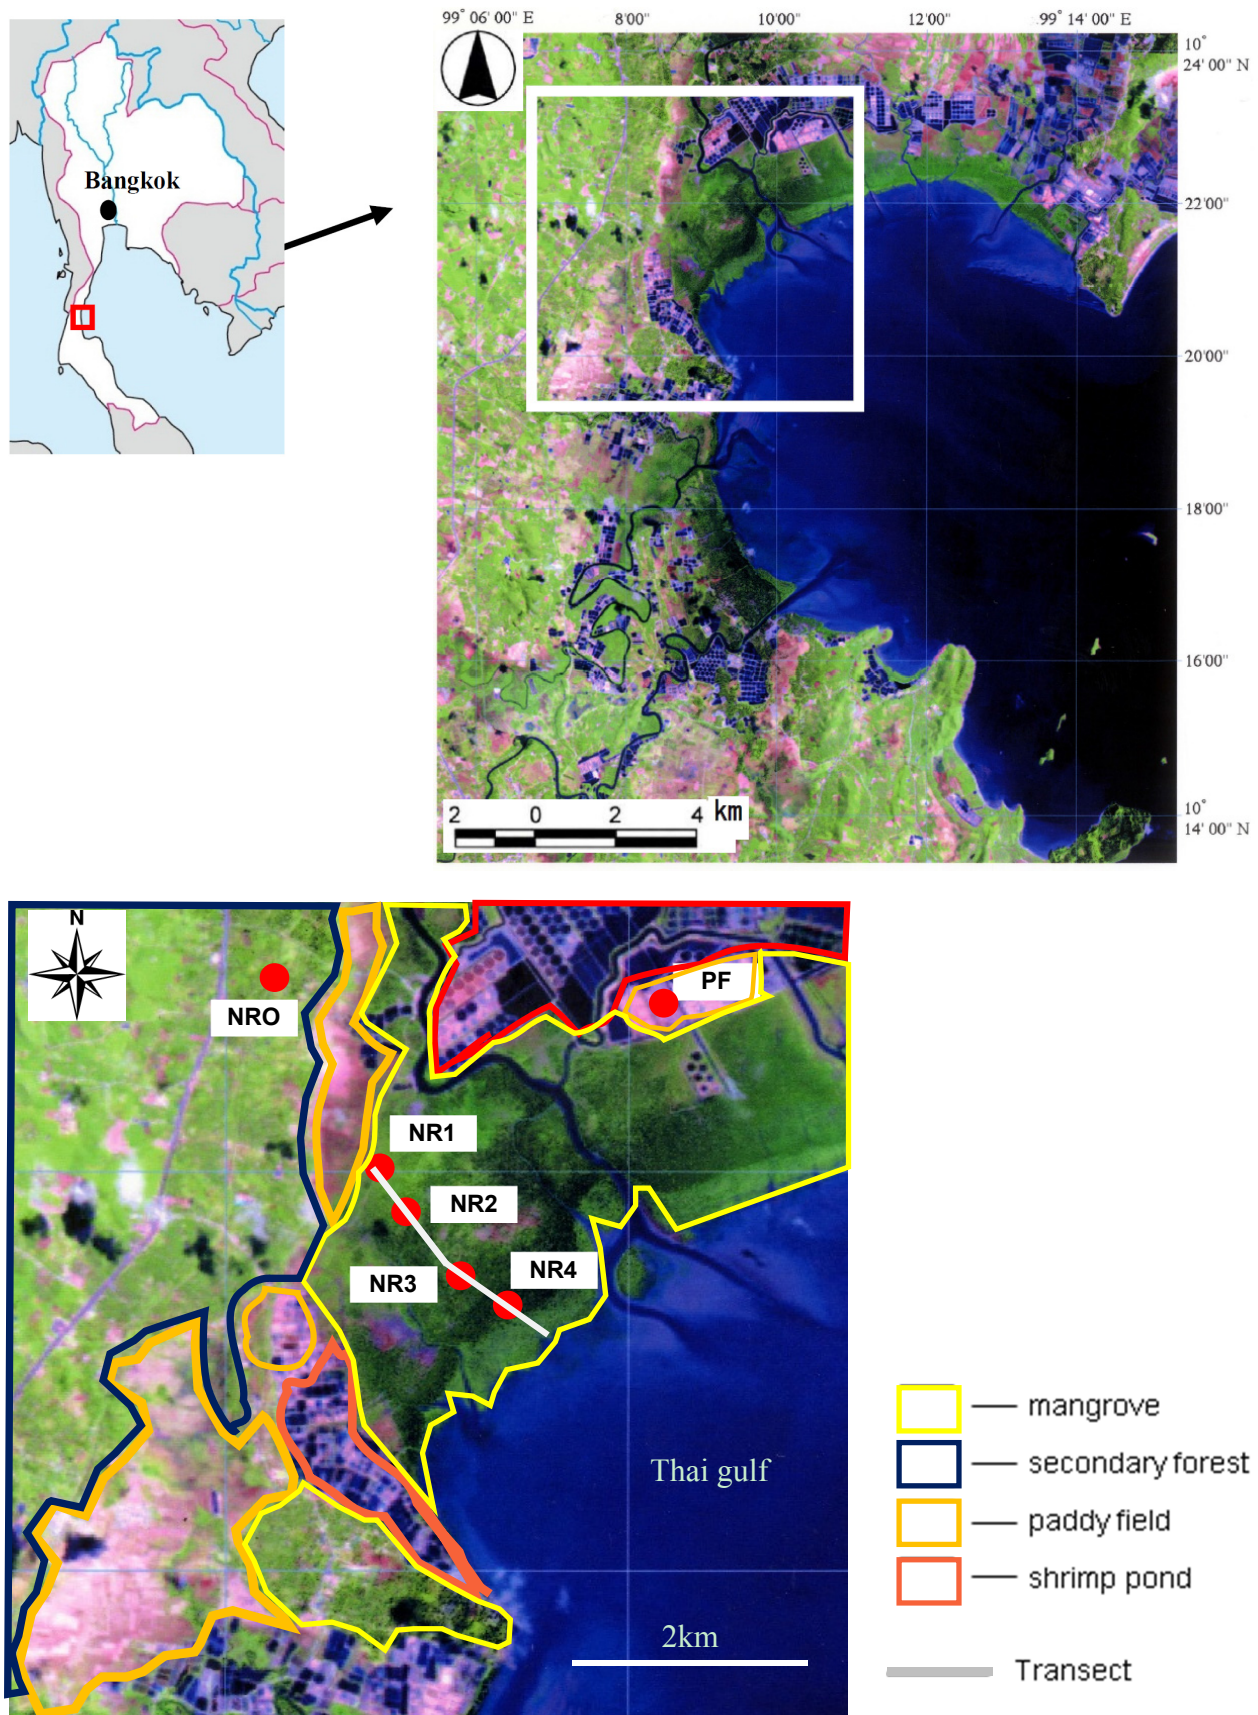 99° 06' 00" E
8'00"
10'00"
12'00"
99° 14' 00" E
10°
24' 00" N
Bangkok
22'00"
20'00"
18'00"
16'00"
10°
14' 00" N
2 0 2 4 km
N
NRO
PF
NR1
NR2
NR3
NR4
Thai gulf
2km
mangrove
secondary forest
paddy field
shrimp pond
Transect